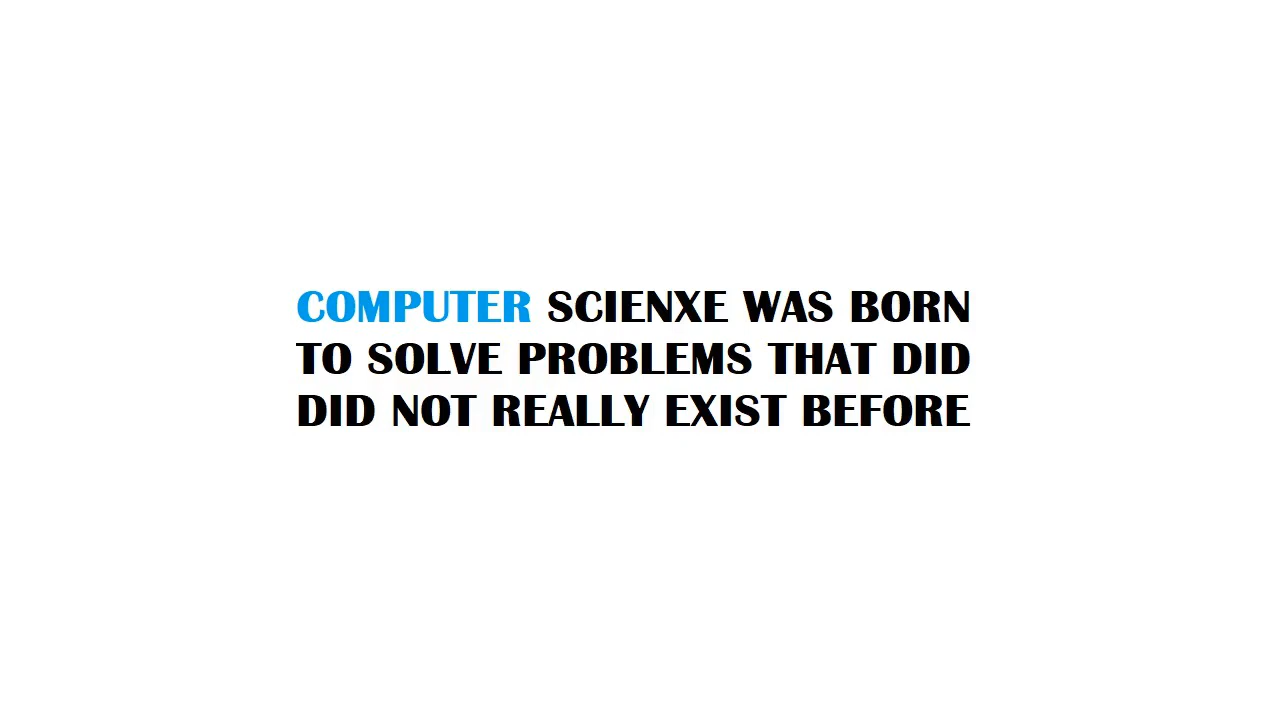 COMPUTER SCIENXE WAS BORN
TO SOLVE PROBLEMS THAT DID
DID NOT REALLY EXIST BEFORE